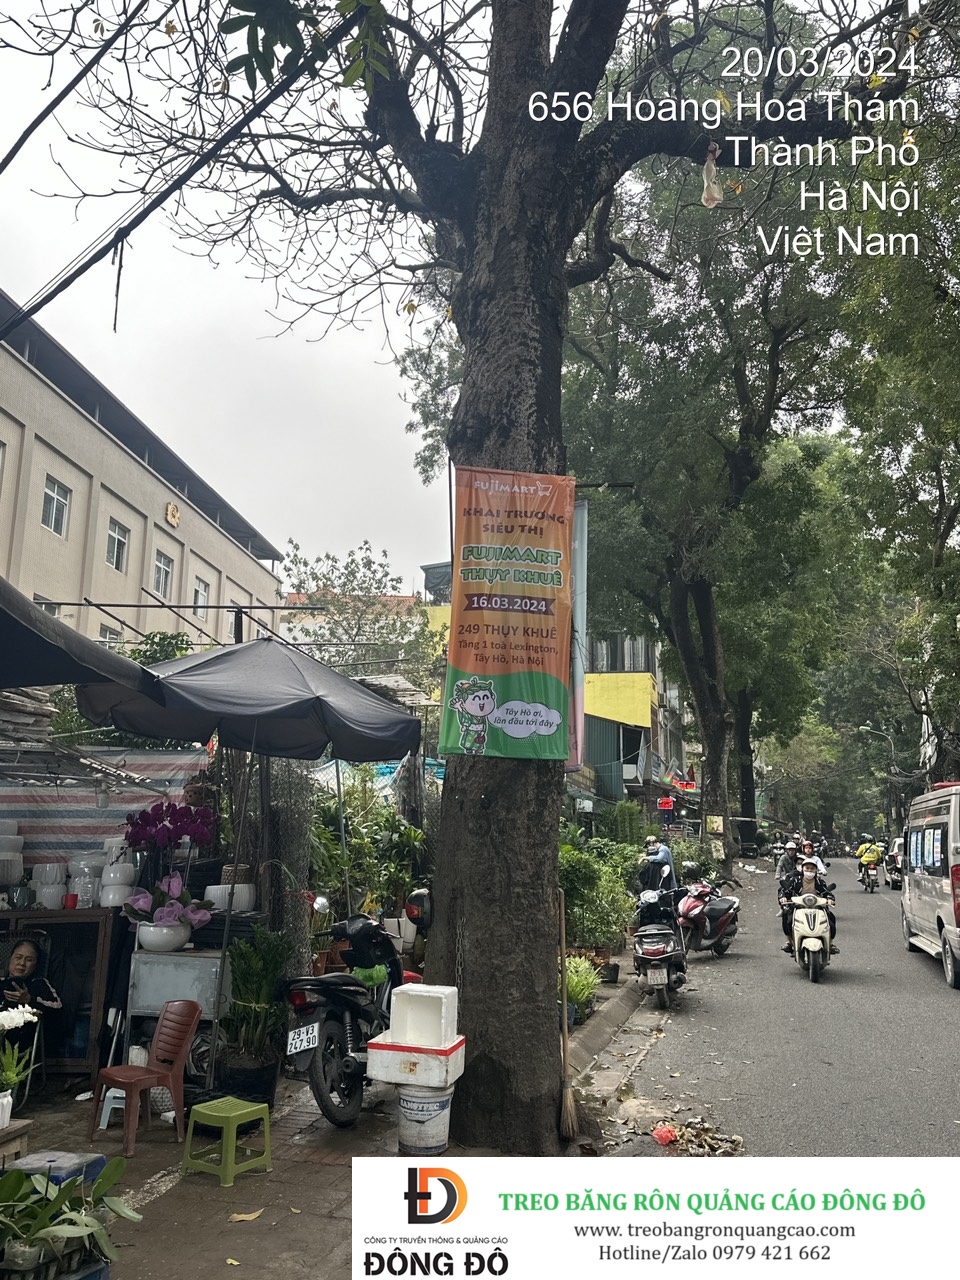 20/03/2024
656 Hoàng Hoa Thám
Thành Phố
Hà Nội
Việt Nam
FUJIMART
KHAI TRƯƠNG
SIÊU THỊ
FUJIMART
THỤY KHUÊ
16.03.2024
249 THỤY KHUÊ
Tầng 1 toà Lexington,
Tây Hồ, Hà Nội
Tây Hồ ơi,
lần đầu tới đây
29-V3
247.90
CÔNG TY TRUYỀN THÔNG & QUẢNG CÁO
ĐÔNG ĐÔ
TREO BĂNG RÔN QUẢNG CÁO ĐÔNG ĐÔ
www. treobangronquangcao.com
Hotline/Zalo 0979 421 662